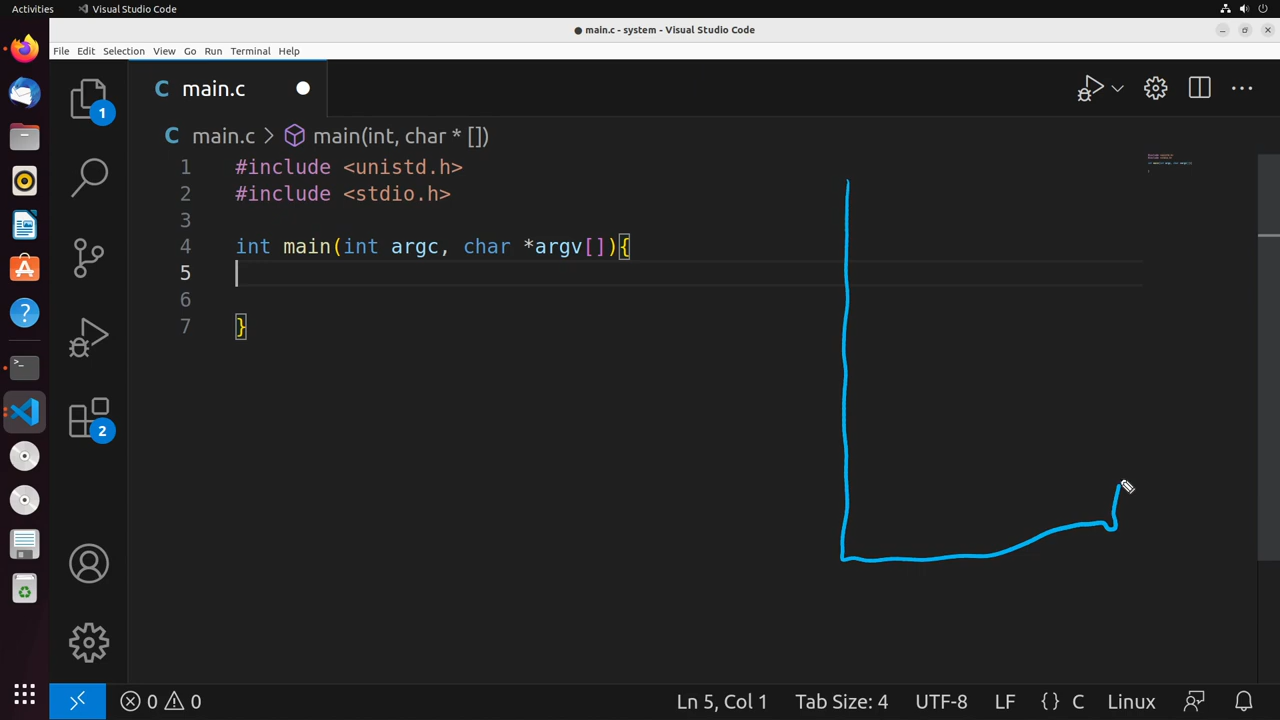 Activities Visual Studio Code
main.c - system - Visual Studio Code
File Edit Selection View Go Run Terminal Help
1 C main.c
C main.c > main(int, char * [])
1 #include <unistd.h>
2 #include <stdio.h>
3
4 int main(int argc, char *argv[]){
5
6
7 }
2
0 0 Ln 5, Col 1 Tab Size: 4 UTF-8 LF {} C Linux